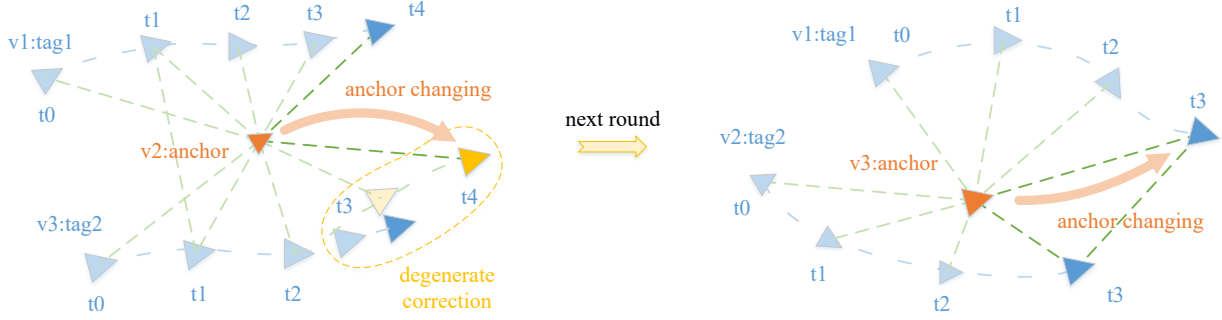 t1
t2
t3
t4
v1:tag1
t0
anchor changing
v2:anchor
t3
t4
v3:tag2
t0
t1
t2
degenerate
correction
next round
v1:tag1
t0
t1
t2
t3
v2:tag2
v3:anchor
t0
anchor changing
t1
t2
t3